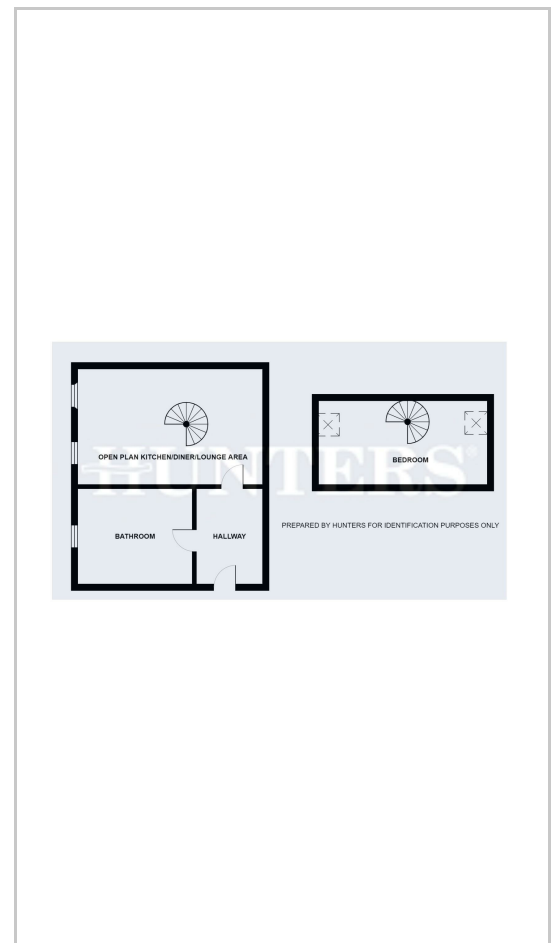 OPEN PLAN KITCHEN/DINER/LOUNGE AREA
BATHROOM
HALLWAY
BEDROOM
PREPARED BY HUNTERS FOR IDENTIFICATION PURPOSES ONLY
HUNTERS®